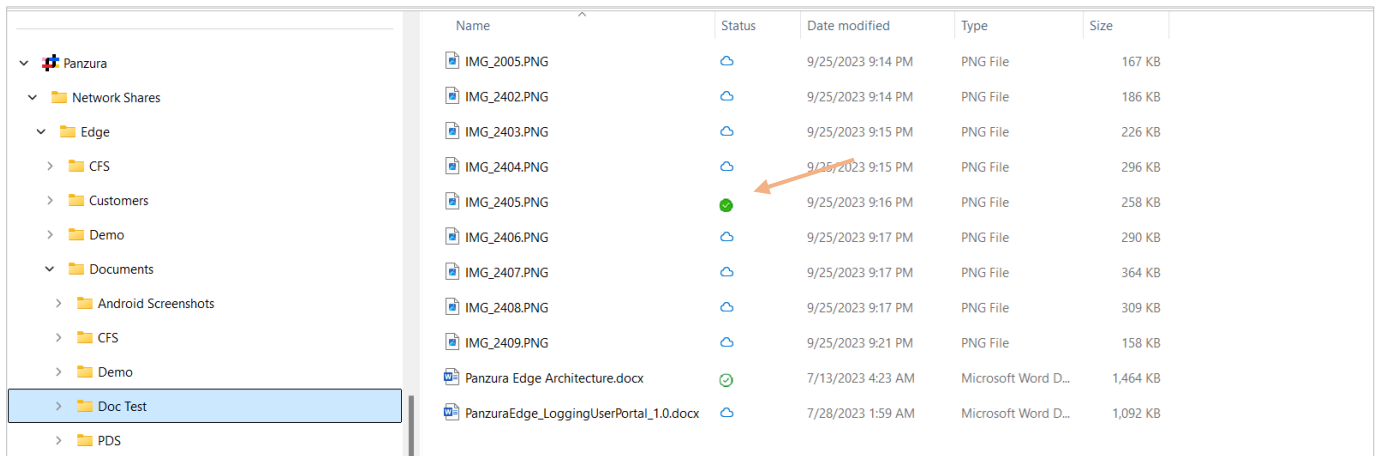 Panzura
Network Shares
Edge
CFS
Customers
Demo
Documents
Android Screenshots
CFS
Demo
Doc Test
PDS
Name Status Date modified Type Size
IMG_2005.PNG 9/25/2023 9:14 PM PNG File 167 KB
IMG_2402.PNG 9/25/2023 9:14 PM PNG File 186 KB
IMG_2403.PNG 9/25/2023 9:15 PM PNG File 226 KB
IMG_2404.PNG 9/25/2023 9:15 PM PNG File 296 KB
IMG_2405.PNG 9/25/2023 9:16 PM PNG File 258 KB
IMG_2406.PNG 9/25/2023 9:17 PM PNG File 290 KB
IMG_2407.PNG 9/25/2023 9:17 PM PNG File 364 KB
IMG_2408.PNG 9/25/2023 9:17 PM PNG File 309 KB
IMG_2409.PNG 9/25/2023 9:21 PM PNG File 158 KB
Panzura Edge Architecture.docx 7/13/2023 4:23 AM Microsoft Word D... 1,464 KB
PanzuraEdge_LoggingUserPortal_1.0.docx 7/28/2023 1:59 AM Microsoft Word D... 1,092 KB